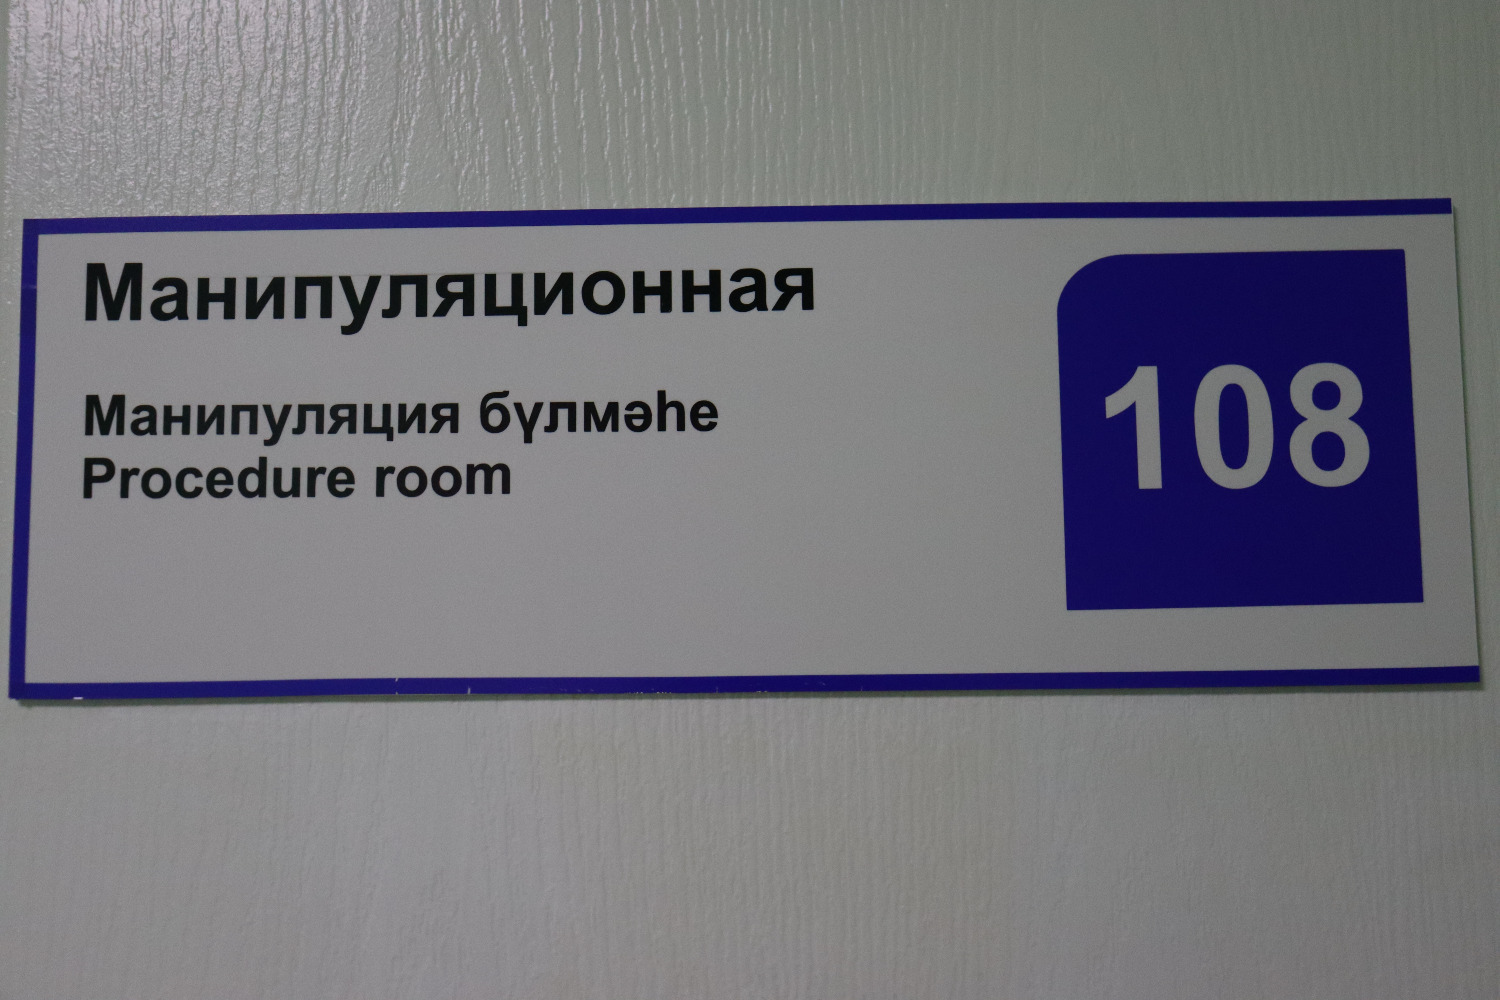 Манипуляционная
Манипуляция бүлмәһе
Procedure room
108